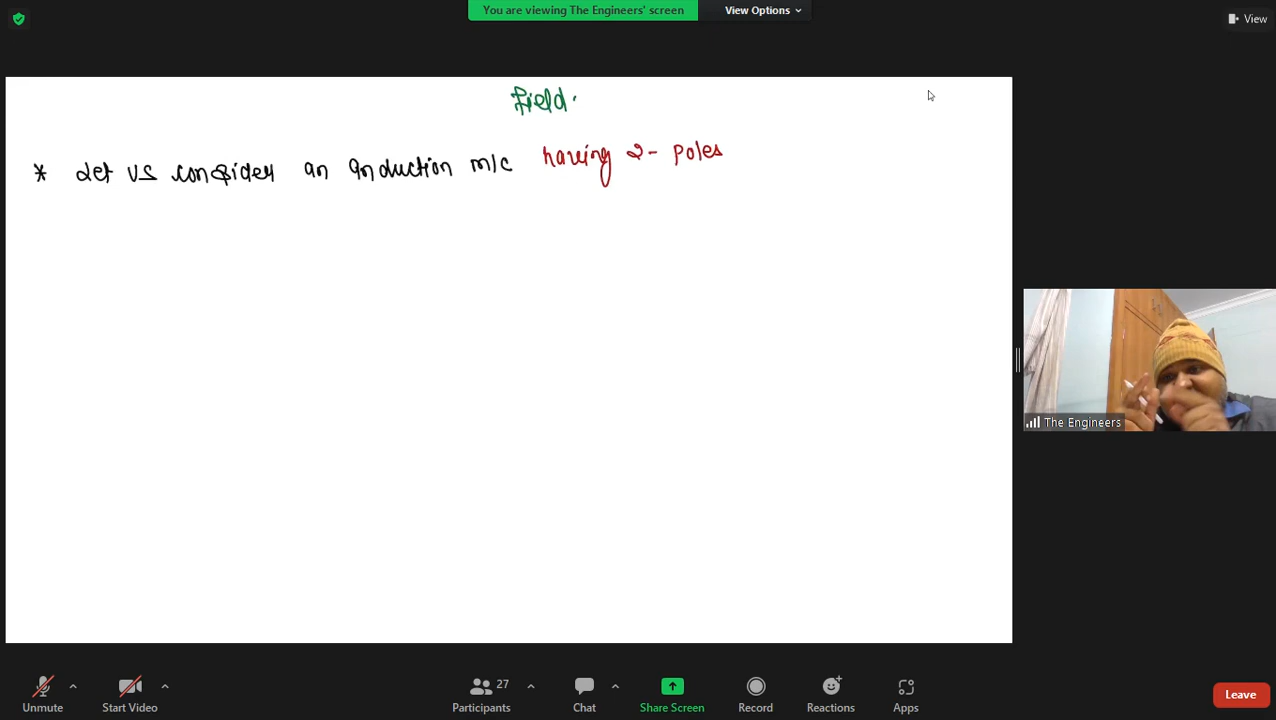 You are viewing The Engineers' screen
View Options
View
Field.
* Let us consider an Induction m/c having 2- Poles
The Engineers
Unmute
Start Video
27
Participants
Chat
Share Screen
Record
Reactions
Apps
Leave